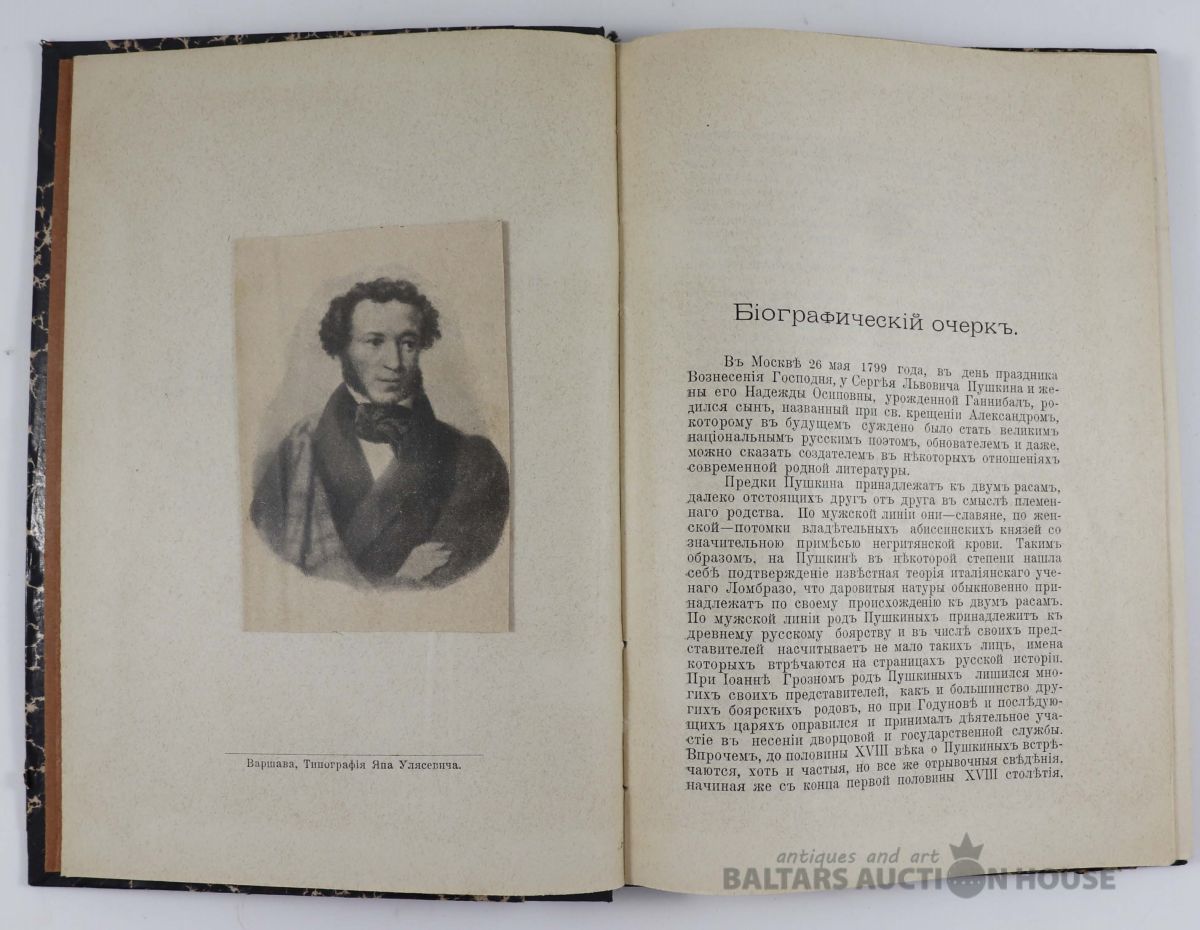 Варшава, Типографія Яна Улясевича.
Біографическій очеркъ.
Въ Москвѣ 26 мая 1799 года, въ день праздника
Вознесенія Господня, у Сергѣя Львовича Пушкина и же-
ны его Надежды Осиповны, урожденной Ганнибалъ, ро-
дился сынъ, названный при св. крещеніи Александромъ,
которому въ будущемъ суждено было стать великимъ
національнымъ русскимъ поэтомъ, обнователемъ и даже,
можно сказать создателемъ въ нѣкоторыхъ отношеніяхъ
современной родной литературы.
Предки Пушкина принадлежатъ къ двумъ расамъ,
далеко отстоящихъ другъ отъ друга въ смыслѣ племен-
наго родства. По мужской линіи они—славяне, по жен-
ской—потомки владѣтельныхъ абиссинскихъ князей со
значительною примѣсью негритянской крови. Такимъ
образомъ, на Пушкинѣ въ нѣкоторой степени нашла
себѣ подтвержденіе извѣстная теорія италіянскаго уче-
наго Ломбразо, что даровитыя натуры обыкновенно при-
надлежатъ по своему происхожденію къ двумъ расамъ.
По мужской линіи родъ Пушкиныхъ принадлежитъ къ
древнему русскому боярству и въ числѣ своихъ пред-
ставителей насчитываетъ не мало такихъ лицъ, имена
которыхъ втрѣчаются на страницахъ русской исторіи.
При Іоаннѣ Грозномъ родъ Пушкиныхъ лишился мно-
гихъ своихъ представителей, какъ и большинство дру-
гихъ боярскихъ родовъ, но при Годуновѣ и послѣдую-
щихъ царяхъ оправился и принималъ дѣятельное уча-
стіе въ несеніи дворцовой и государственной службы.
Впрочемъ, до половины XVIII вѣка о Пушкиныхъ встрѣ-
чаются, хоть и частыя, но все же отрывочныя свѣдѣнія,
начиная же съ конца первой половины XVIII столѣтія,
antiques and art
BALTARS AUCTION HOUSE